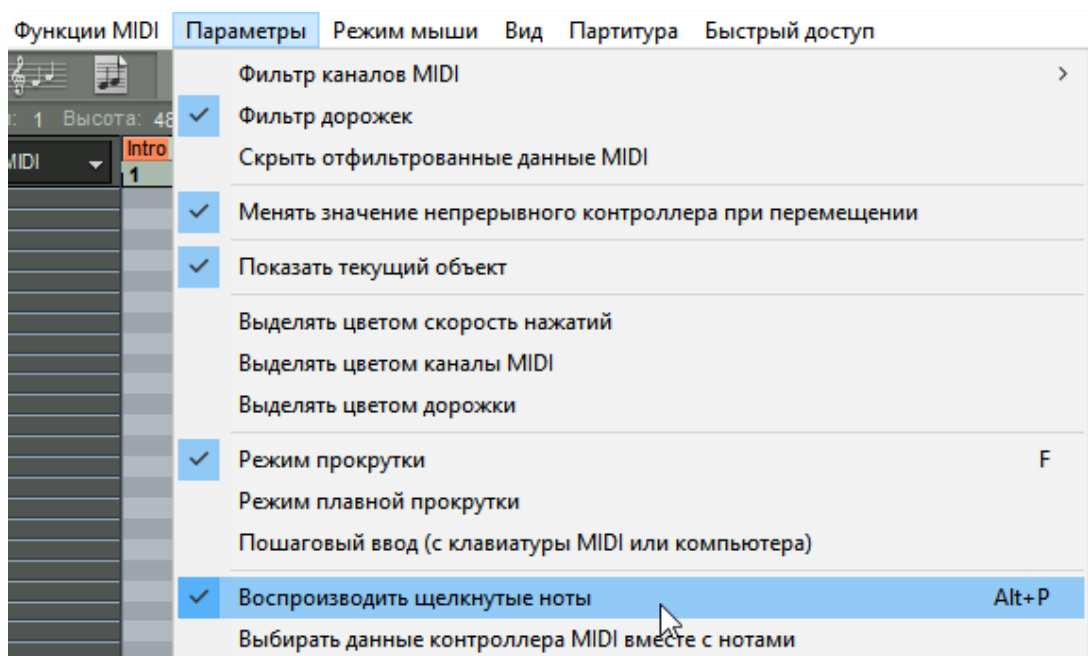 Функции MIDI Параметры Режим мыши Вид Партитура Быстрый доступ
Фильтр каналов MIDI >
: 1 Высота: 48
Фильтр дорожек
MIDI
Intro
Скрыть отфильтрованные данные MIDI
1
Менять значение непрерывного контроллера при перемещении
Показать текущий объект
Выделять цветом скорость нажатий
Выделять цветом каналы MIDI
Выделять цветом дорожки
Режим прокрутки F
Режим плавной прокрутки
Пошаговый ввод (с клавиатуры MIDI или компьютера)
Воспроизводить щелкнутые ноты Alt+P
Выбирать данные контроллера MIDI вместе с нотами